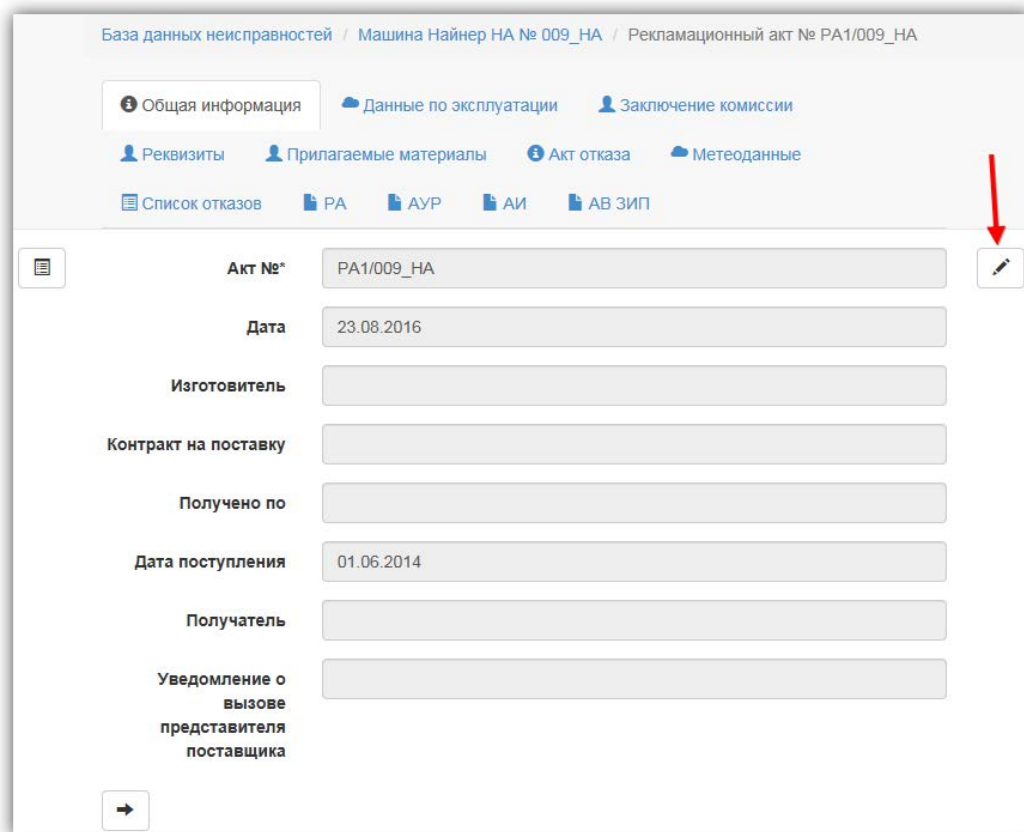 База данных неисправностей / Машина Найнер НА № 009_НА / Рекламационный акт № РА1/009_НА
Общая информация Данные по эксплуатации Заключение комиссии
Реквизиты Прилагаемые материалы Акт отказа Метеоданные
Список отказов РА АУР АИ АВ ЗИП
Акт №* РА1/009_НА
Дата 23.08.2016
Изготовитель
Контракт на поставку
Получено по
Дата поступления 01.06.2014
Получатель
Уведомление о
вызове
представителя
поставщика